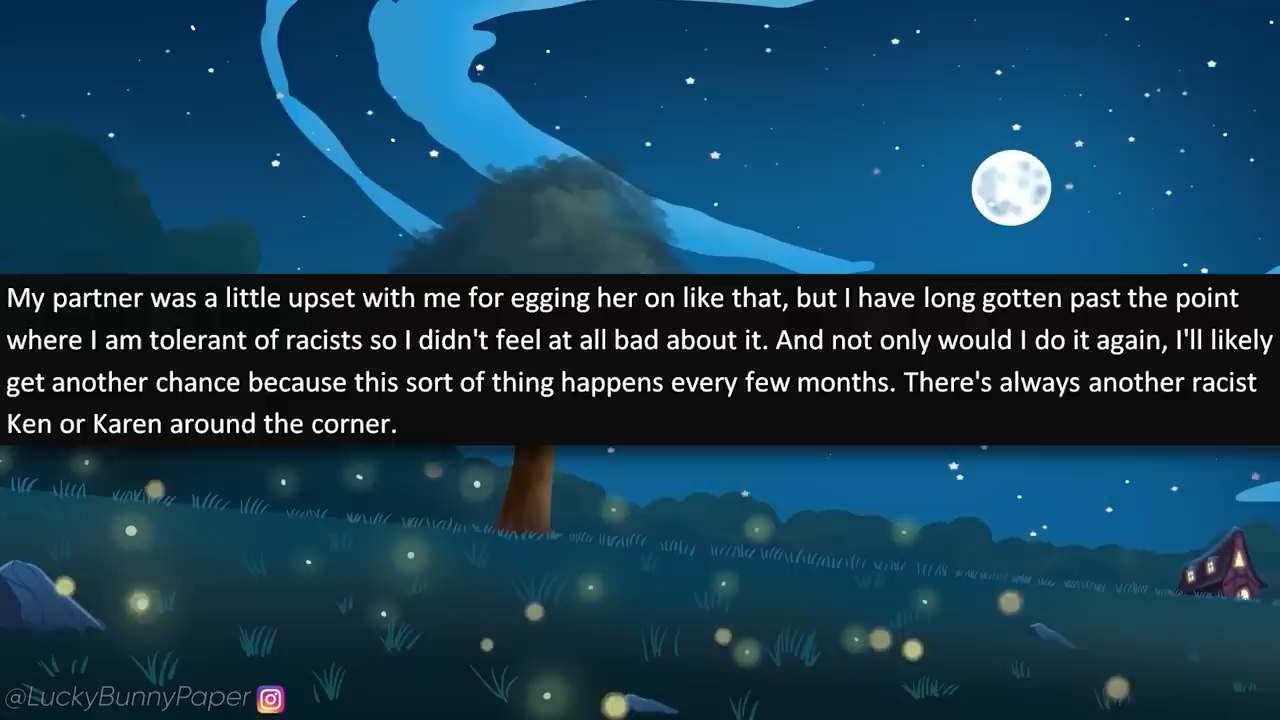 My partner was a little upset with me for egging her on like that, but I have long gotten past the point
where I am tolerant of racists so I didn't feel at all bad about it. And not only would I do it again, I'll likely
get another chance because this sort of thing happens every few months. There's always another racist
Ken or Karen around the corner.
@LuckyBunnyPaper